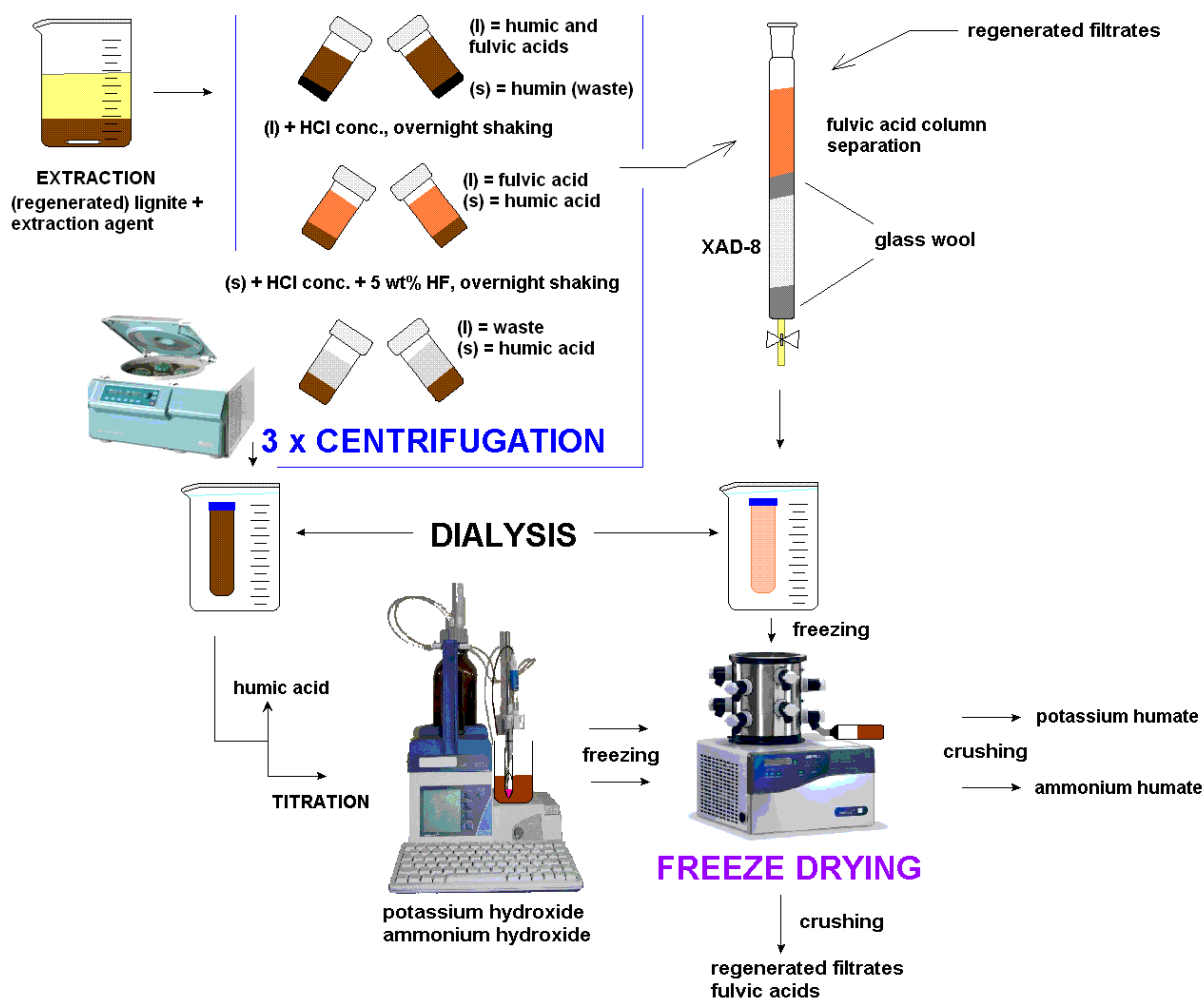 (l) = humic and
fulvic acids
(s) = humin (waste)
(l) + HCl conc., overnight shaking
EXTRACTION
(regenerated) lignite +
extraction agent
(l) = fulvic acid
(s) = humic acid
(s) + HCl conc. + 5 wt% HF, overnight shaking
(l) = waste
(s) = humic acid
3 x CENTRIFUGATION
regenerated filtrates
fulvic acid column
separation
XAD-8
glass wool
DIALYSIS
freezing
humic acid
TITRATION
freezing
potassium hydroxide
ammonium hydroxide
potassium humate
crushing
ammonium humate
FREEZE DRYING
crushing
regenerated filtrates
fulvic acids